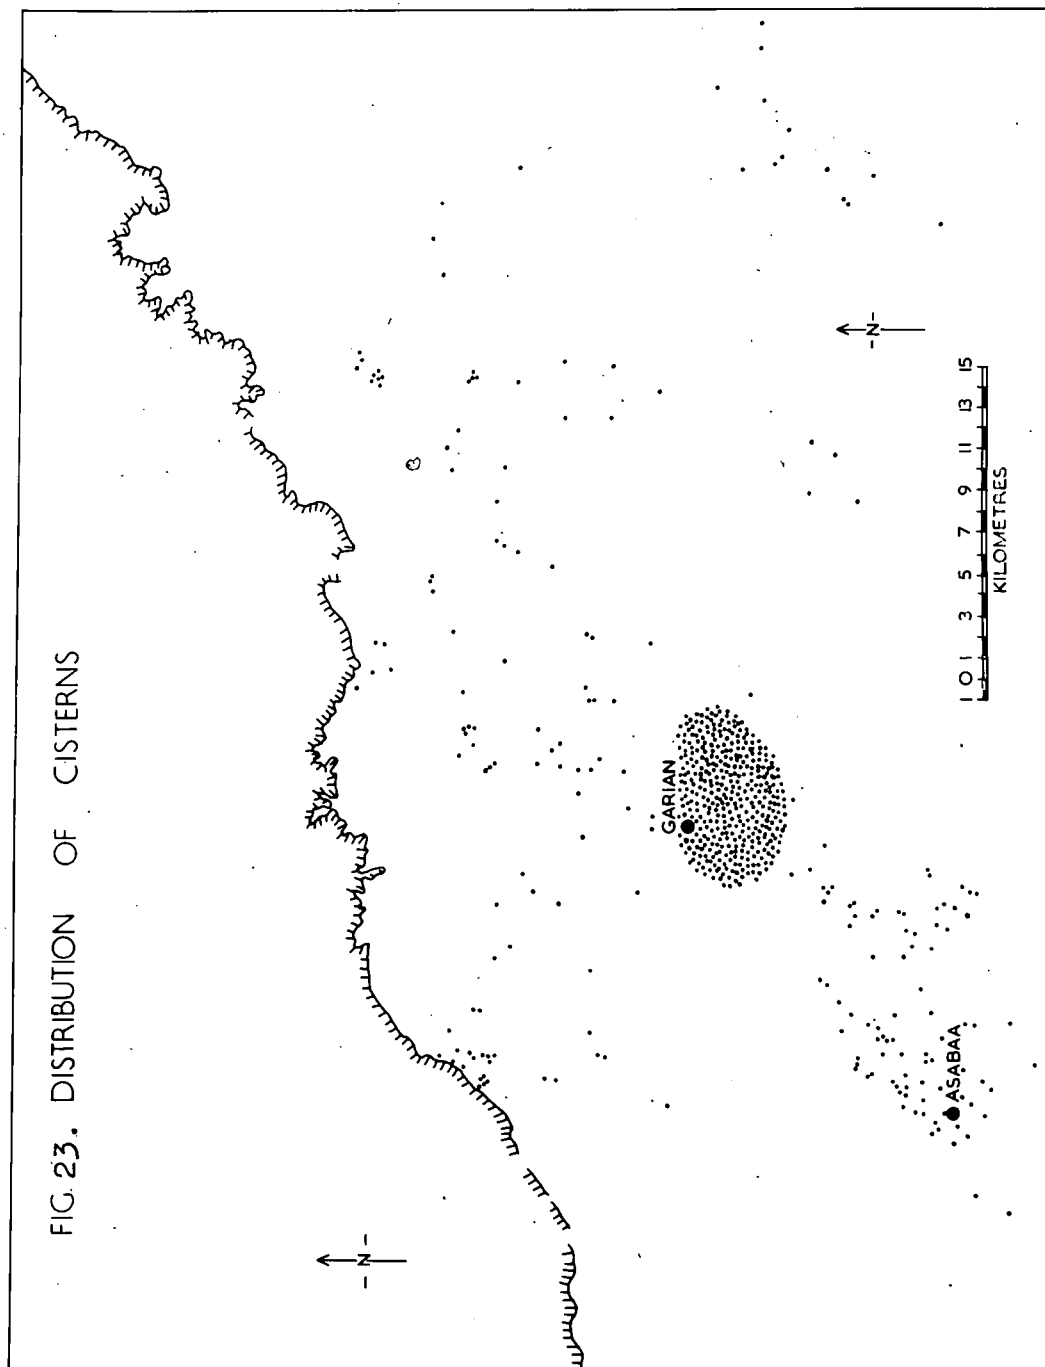 FIG. 23. DISTRIBUTION OF CISTERNS
N
N
GARIAN
ASABAA
1 0 1 3 5 7 9 11 13 15
KILOMETRES